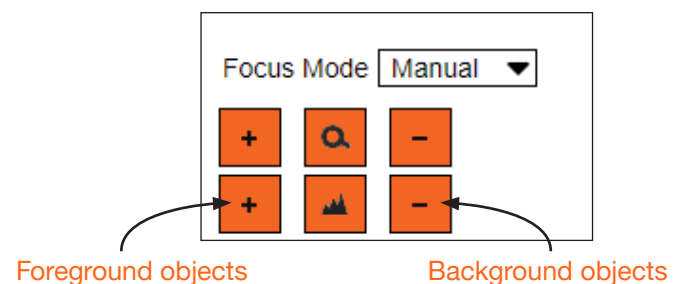 Focus Mode Manual
+ −
+ −
Foreground objects Background objects